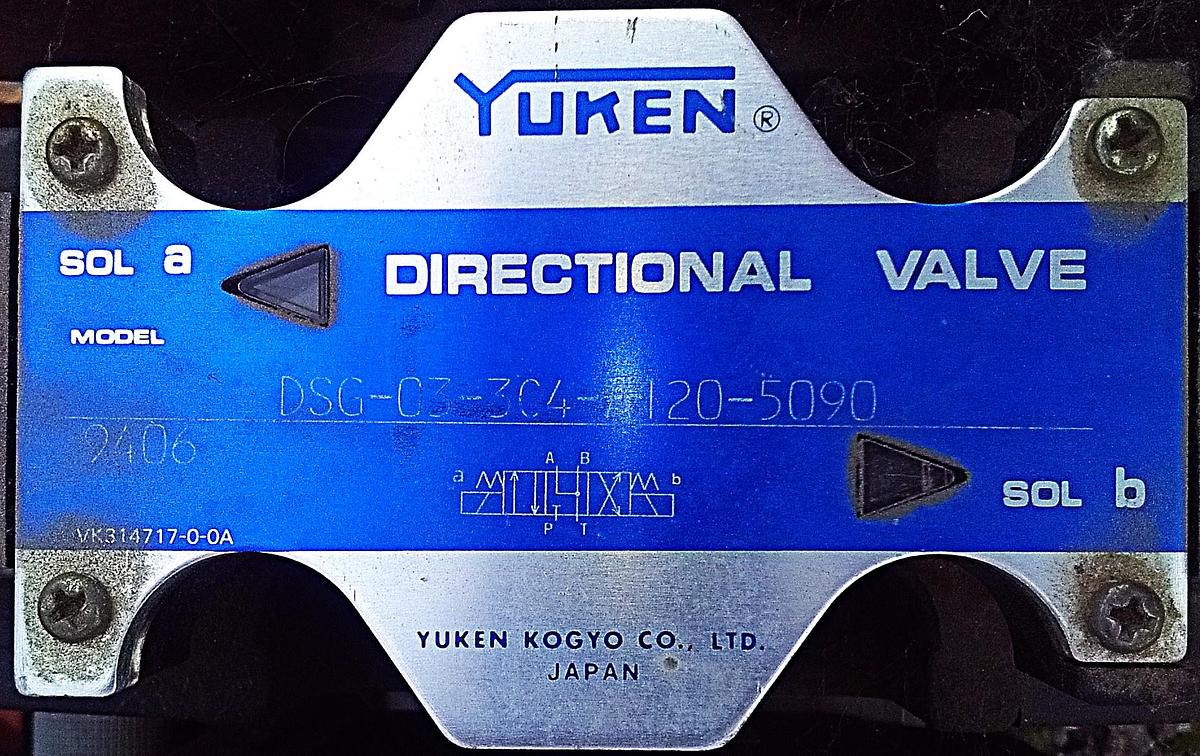 YUKEN ®
SOL a DIRECTIONAL VALVE
MODEL
DSG-03-3C4-A120-5090
9406
A B
a b
P T
SOL b
VK314717-0-0A
YUKEN KOGYO CO., LTD.
JAPAN